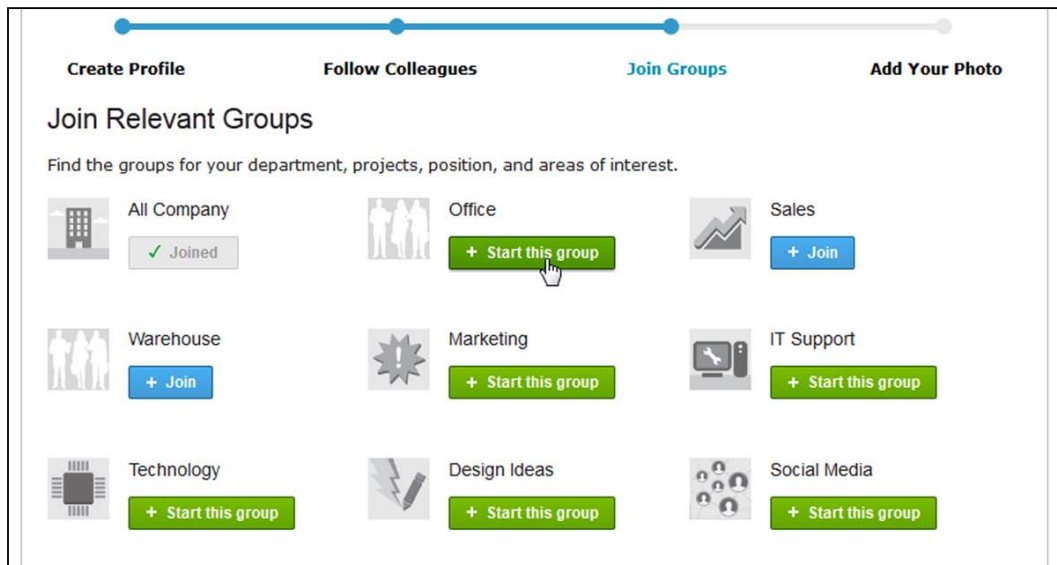 Create Profile Follow Colleagues Join Groups Add Your Photo
Join Relevant Groups
Find the groups for your department, projects, position, and areas of interest.
All Company Office Sales
✓ Joined + Start this group + Join
Warehouse Marketing IT Support
+ Join + Start this group + Start this group
Technology Design Ideas Social Media
+ Start this group + Start this group + Start this group